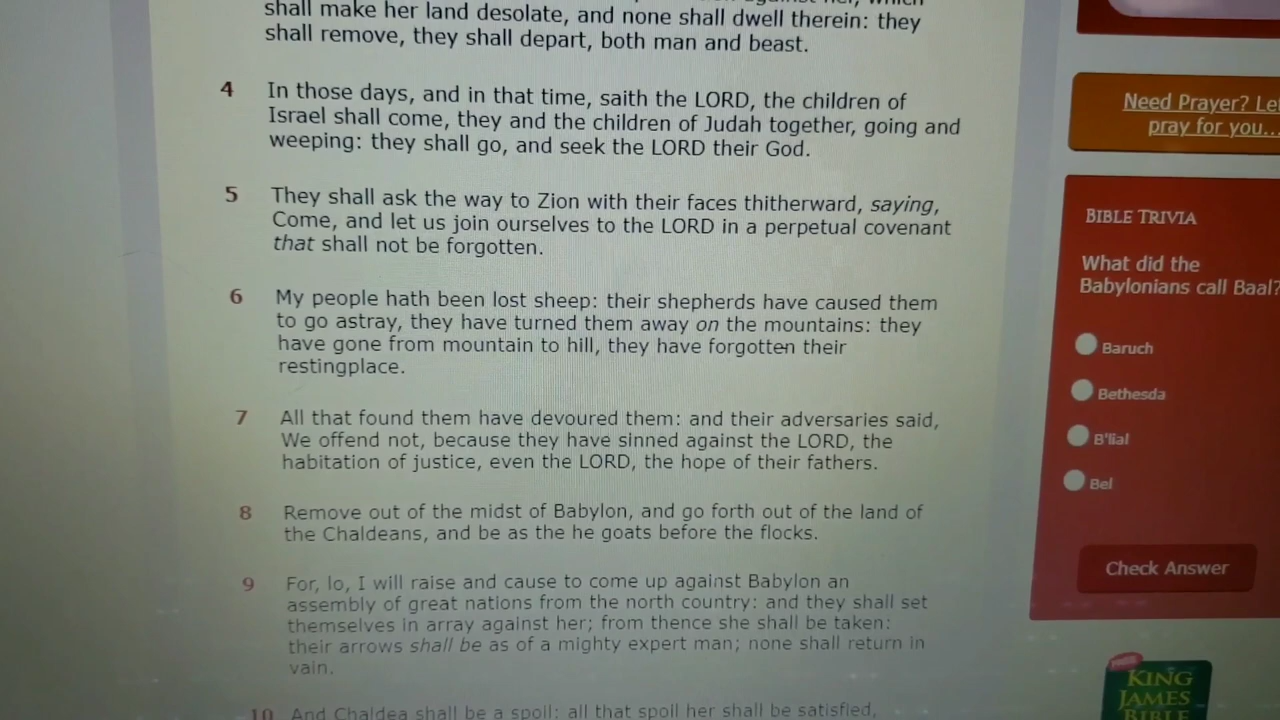 shall make her land desolate, and none shall dwell therein: they
shall remove, they shall depart, both man and beast.
4 In those days, and in that time, saith the LORD, the children of
Israel shall come, they and the children of Judah together, going and
weeping: they shall go, and seek the LORD their God.
5 They shall ask the way to Zion with their faces thitherward, saying,
Come, and let us join ourselves to the LORD in a perpetual covenant
that shall not be forgotten.
6 My people hath been lost sheep: their shepherds have caused them
to go astray, they have turned them away on the mountains: they
have gone from mountain to hill, they have forgotten their
restingplace.
7 All that found them have devoured them: and their adversaries said,
We offend not, because they have sinned against the LORD, the
habitation of justice, even the LORD, the hope of their fathers.
8 Remove out of the midst of Babylon, and go forth out of the land of
the Chaldeans, and be as the he goats before the flocks.
9 For, lo, I will raise and cause to come up against Babylon an
assembly of great nations from the north country: and they shall set
themselves in array against her; from thence she shall be taken:
their arrows shall be as of a mighty expert man; none shall return in
vain.
10 And Chaldea shall be a spoil: all that spoil her shall be satisfied,
Need Prayer? Le
pray for you...
BIBLE TRIVIA
What did the
Babylonians call Baal?
Baruch
Bethesda
B'lial
Bel
Check Answer
FREE
KING
JAMES
BIBLE